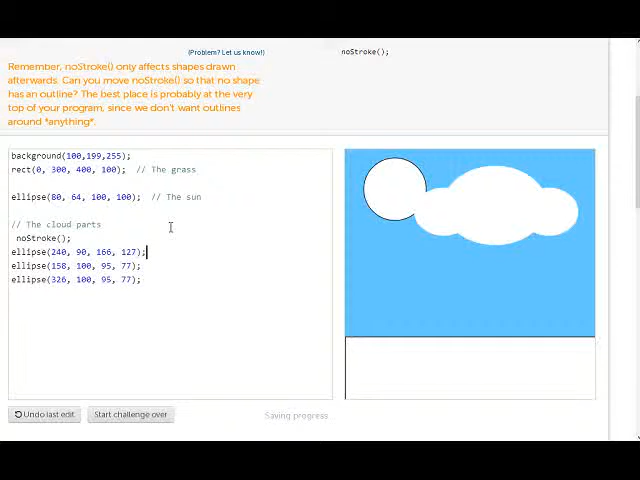 (Problem? Let us know!)
noStroke();
Remember, noStroke() only affects shapes drawn
afterwards. Can you move noStroke() so that no shape
has an outline? The best place is probably at the very
top of your program, since we don't want outlines
around *anything*.
background(100,199,255);
rect(0, 300, 400, 100);  // The grass
ellipse(80, 64, 100, 100);  // The sun
// The cloud parts
noStroke();
ellipse(240, 90, 166, 127);
ellipse(158, 100, 95, 77);
ellipse(326, 100, 95, 77);
Undo last edit
Start challenge over
Saving progress